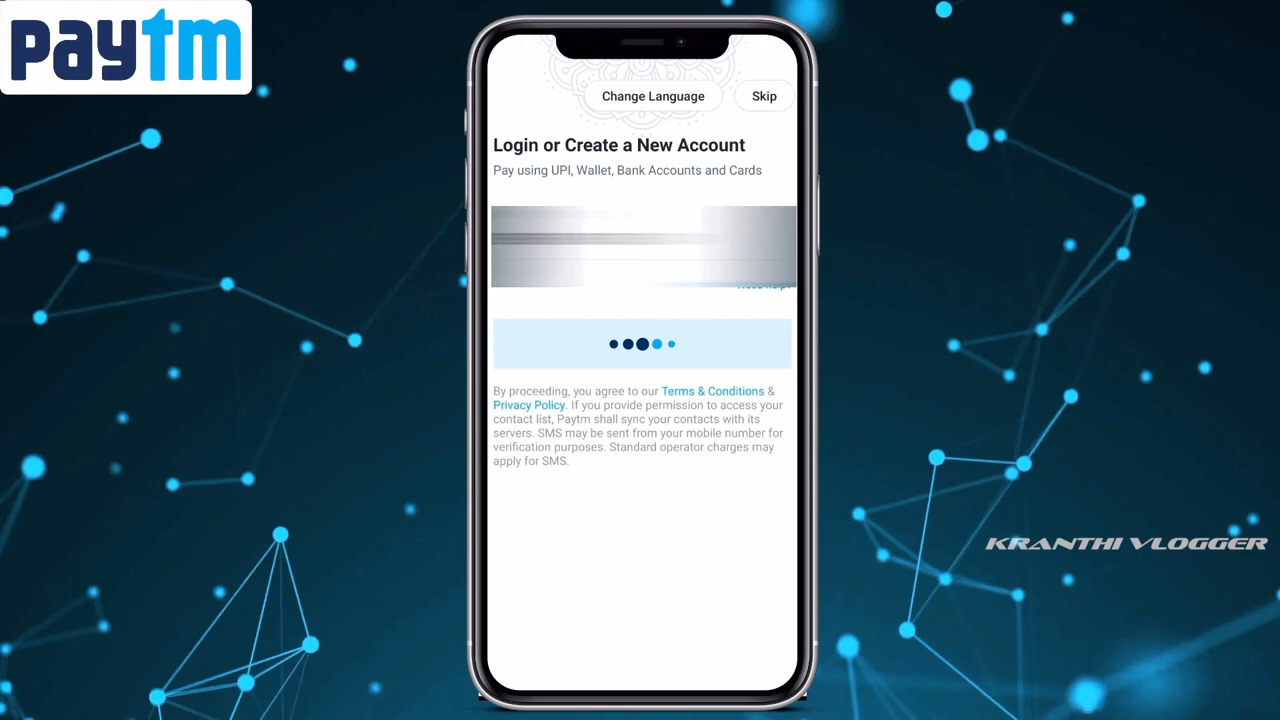 paytm
Change Language
Skip
Login or Create a New Account
Pay using UPI, Wallet, Bank Accounts and Cards
Need help?
By proceeding, you agree to our Terms & Conditions &
Privacy Policy. If you provide permission to access your
contact list, Paytm shall sync your contacts with its
servers. SMS may be sent from your mobile number for
verification purposes. Standard operator charges may
apply for SMS.
KRANTHI VLOGGER